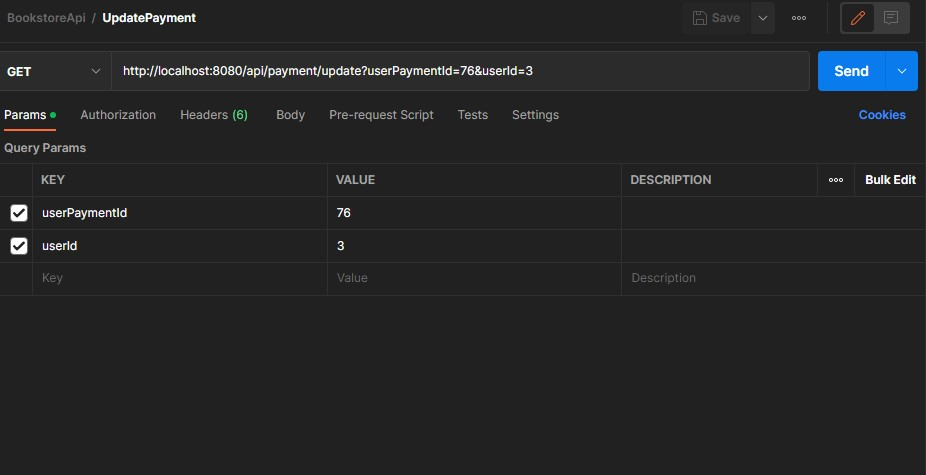 BookstoreApi / UpdatePayment Save ooo
GET http://localhost:8080/api/payment/update?userPaymentId=76&userId=3 Send
Params Authorization Headers (6) Body Pre-request Script Tests Settings Cookies
Query Params
KEY VALUE DESCRIPTION ooo Bulk Edit
userPaymentId 76
userId 3
Key Value Description